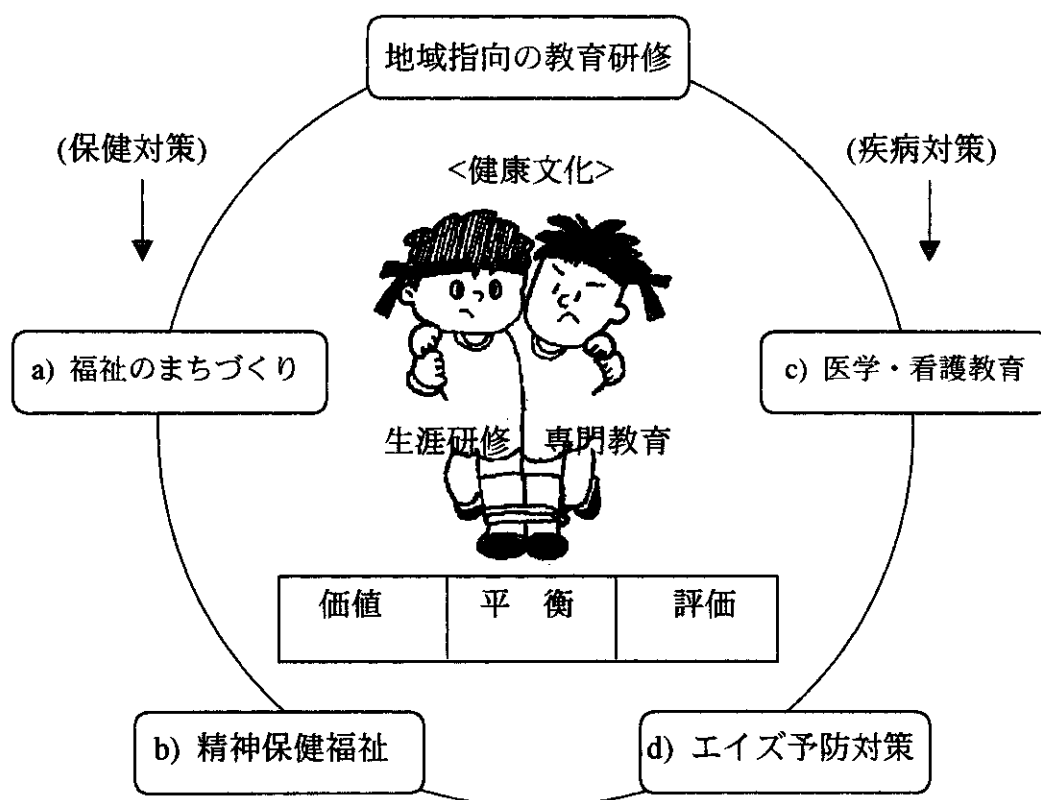 地域指向の教育研修
(保健対策)
(疾病対策)
<健康文化>
a) 福祉のまちづくり
c) 医学・看護教育
生涯研修 専門教育
価値 平 衡 評価
b) 精神保健福祉
d) エイズ予防対策